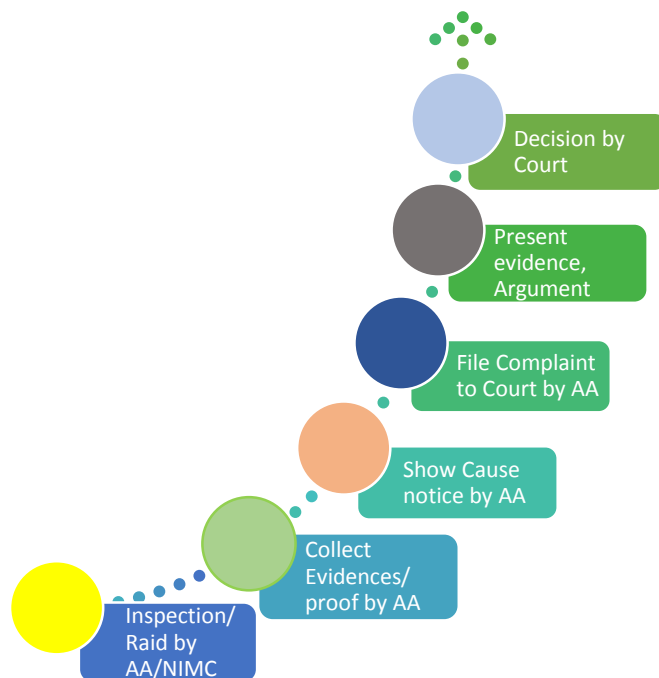 Decision by
Court
Present
evidence,
Argument
File Complaint
to Court by AA
Show Cause
notice by AA
Collect
Evidences/
proof by AA
Inspection/
Raid by
AA/NIMC